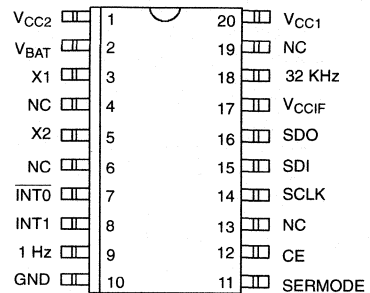 VCC2 1 20 VCC1
VBAT 2 19 NC
X1 3 18 32 KHz
NC 4 17 VCCIF
X2 5 16 SDO
NC 6 15 SDI
INT0 7 14 SCLK
INT1 8 13 NC
1 Hz 9 12 CE
GND 10 11 SERMODE